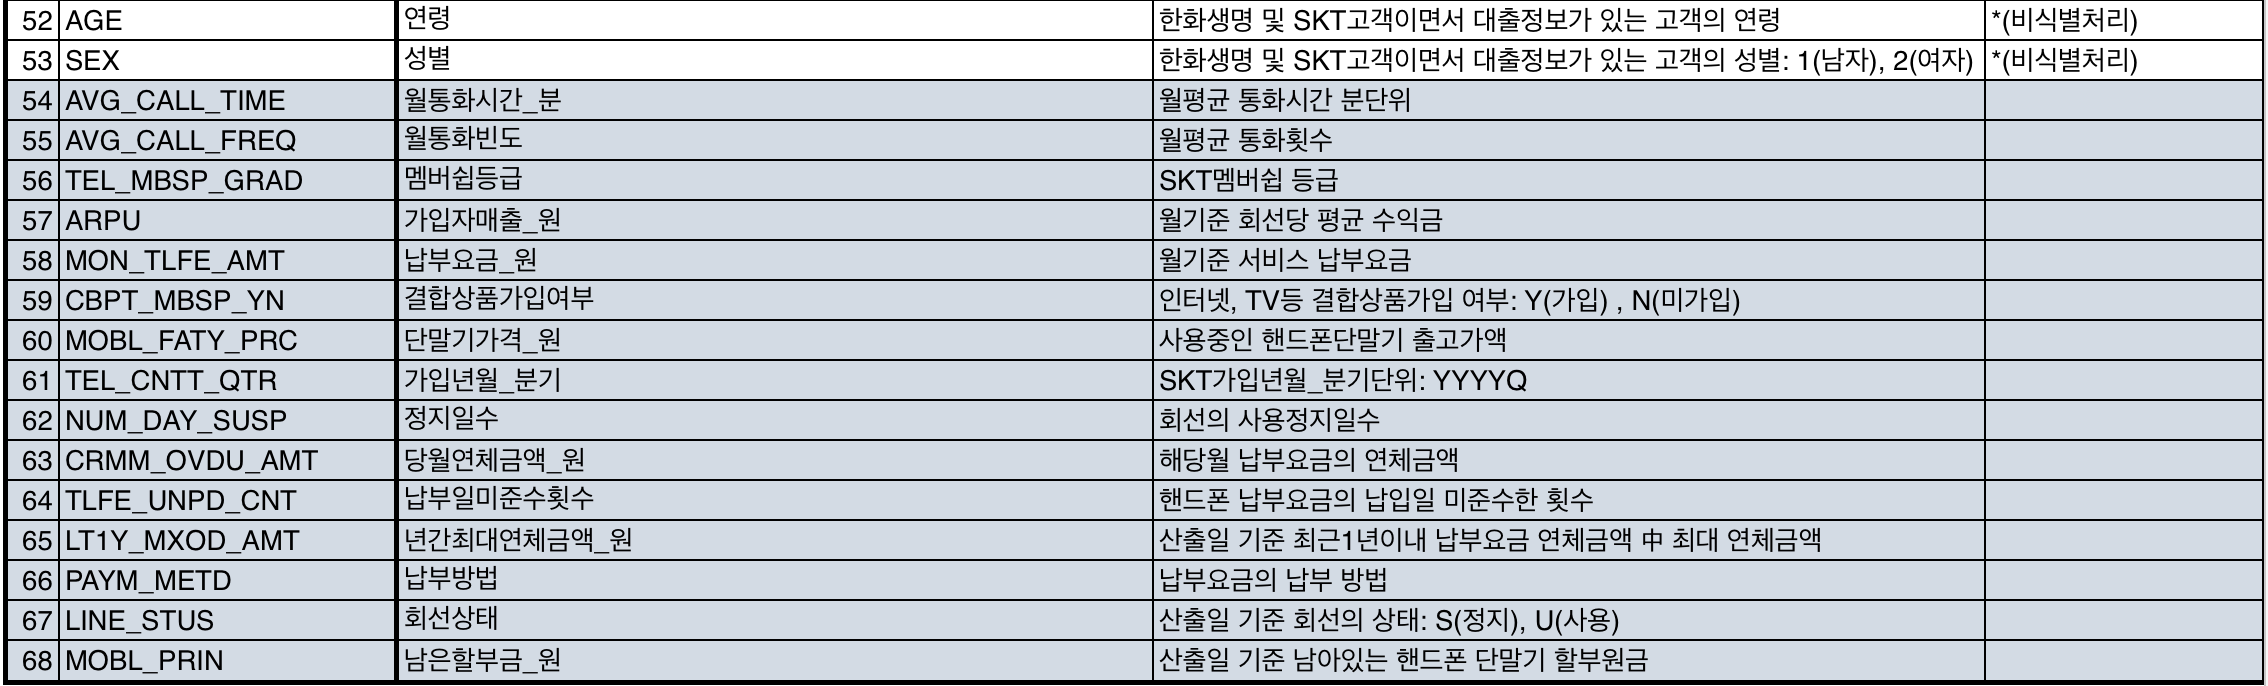 52 AGE 연령 한화생명 및 SKT고객이면서 대출정보가 있는 고객의 연령 *(비식별처리)
53 SEX 성별 한화생명 및 SKT고객이면서 대출정보가 있는 고객의 성별: 1(남자), 2(여자) *(비식별처리)
54 AVG_CALL_TIME 월통화시간_분 월평균 통화시간 분단위
55 AVG_CALL_FREQ 월통화빈도 월평균 통화횟수
56 TEL_MBSP_GRAD 멤버쉽등급 SKT멤버쉽 등급
57 ARPU 가입자매출_원 월기준 회선당 평균 수익금
58 MON_TLFE_AMT 납부요금_원 월기준 서비스 납부요금
59 CBPT_MBSP_YN 결합상품가입여부 인터넷, TV등 결합상품가입 여부: Y(가입) , N(미가입)
60 MOBL_FATY_PRC 단말기가격_원 사용중인 핸드폰단말기 출고가액
61 TEL_CNTT_QTR 가입년월_분기 SKT가입년월_분기단위: YYYYQ
62 NUM_DAY_SUSP 정지일수 회선의 사용정지일수
63 CRMM_OVDU_AMT 당월연체금액_원 해당월 납부요금의 연체금액
64 TLFE_UNPD_CNT 납부일미준수횟수 핸드폰 납부요금의 납입일 미준수한 횟수
65 LT1Y_MXOD_AMT 년간최대연체금액_원 산출일 기준 최근1년이내 납부요금 연체금액 中 최대 연체금액
66 PAYM_METD 납부방법 납부요금의 납부 방법
67 LINE_STUS 회선상태 산출일 기준 회선의 상태: S(정지), U(사용)
68 MOBL_PRIN 남은할부금_원 산출일 기준 남아있는 핸드폰 단말기 할부원금